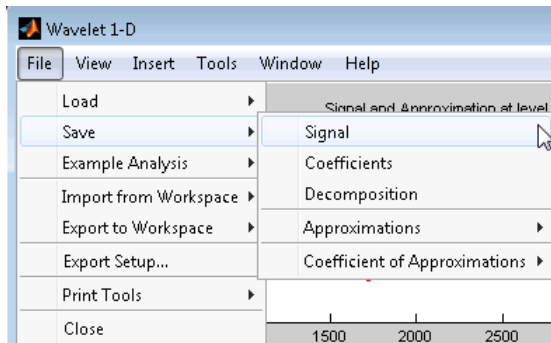 Wavelet 1-D
File View Insert Tools Window Help
Signal and Approximation at level
Load
Save
Example Analysis
Import from Workspace
Export to Workspace
Export Setup...
Print Tools
Close
Signal
Coefficients
Decomposition
Approximations
Coefficient of Approximations
1500 2000 2500